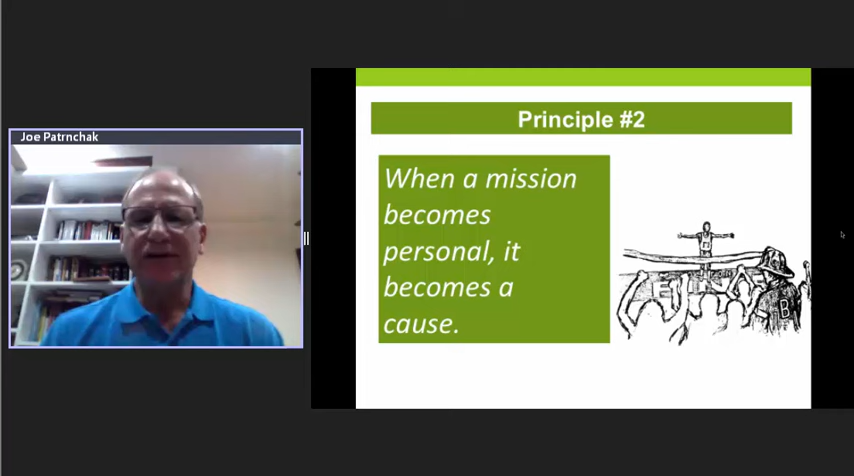 Joe Patrnchak
Principle #2
When a mission
becomes
personal, it
becomes a
cause.
B